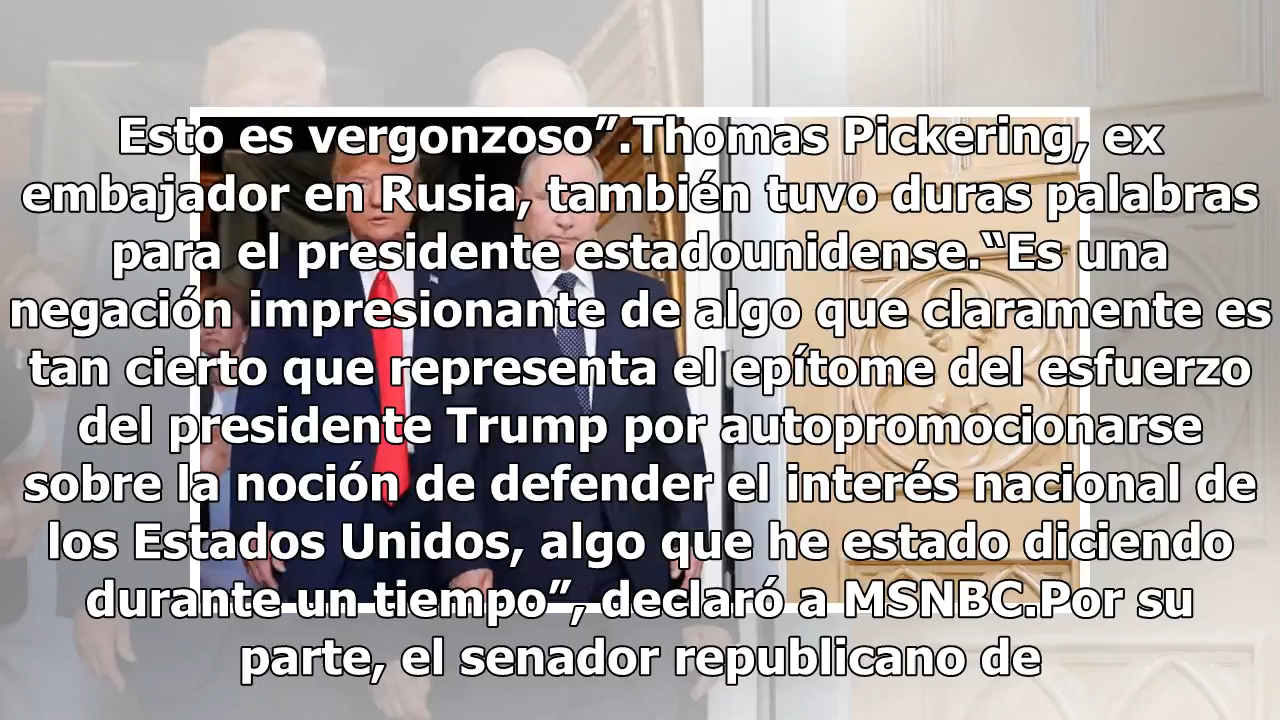 Esto es vergonzoso”.Thomas Pickering, ex
embajador en Rusia, también tuvo duras palabras
para el presidente estadounidense.“Es una
negación impresionante de algo que claramente es
tan cierto que representa el epítome del esfuerzo
del presidente Trump por autopromocionarse
sobre la noción de defender el interés nacional de
los Estados Unidos, algo que he estado diciendo
durante un tiempo”, declaró a MSNBC.Por su
parte, el senador republicano de